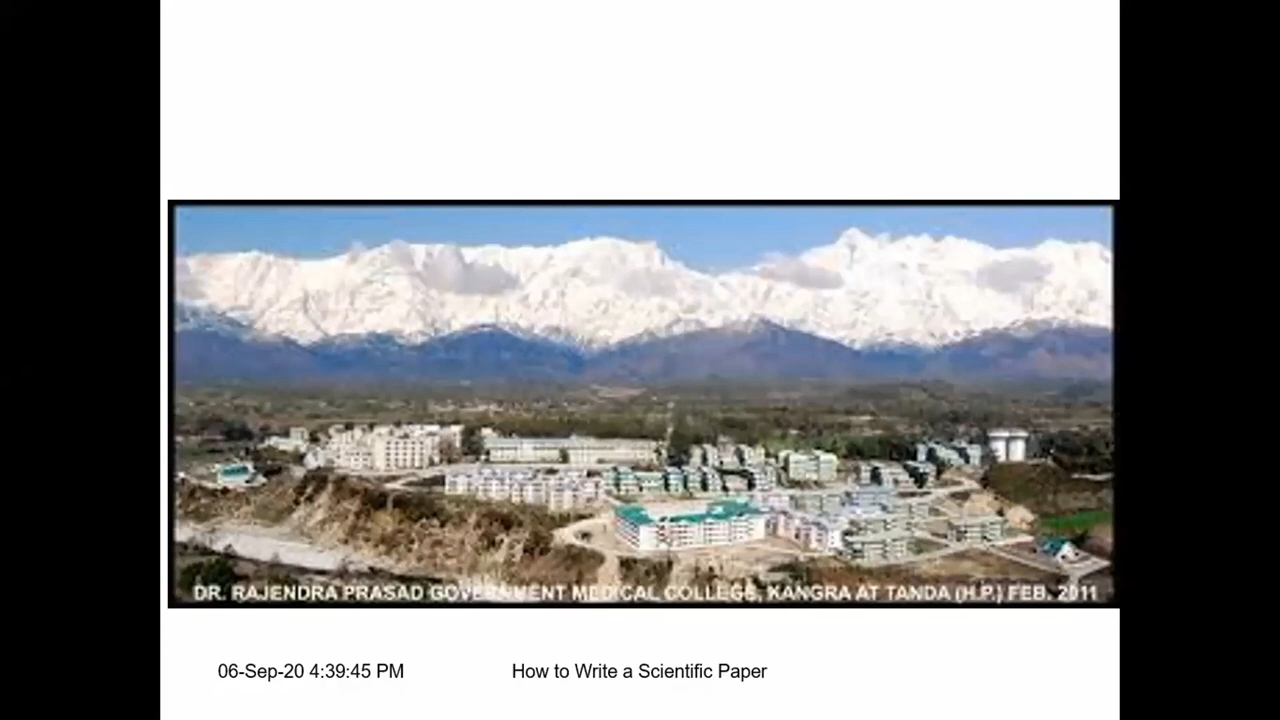 DR. RAJENDRA PRASAD GOVERNMENT MEDICAL COLLEGE, KANGRA AT TANDA (H.P.) FEB. 2011
06-Sep-20 4:39:45 PM How to Write a Scientific Paper